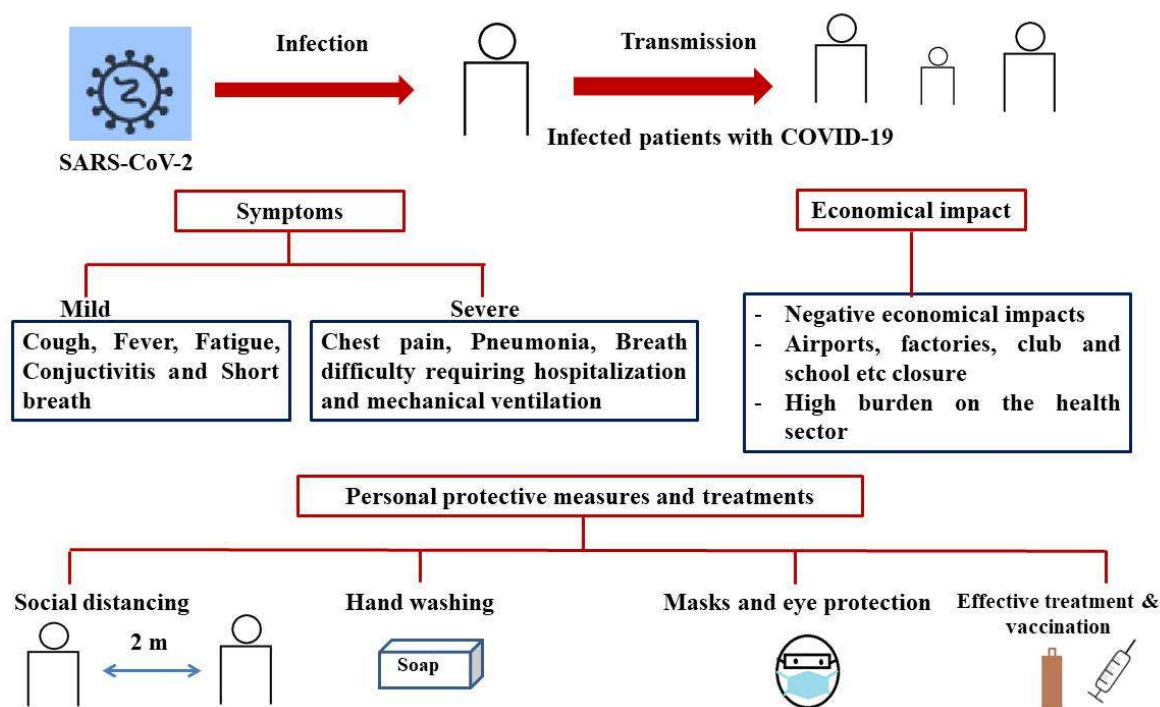 Infection
Transmission
SARS-CoV-2
Infected patients with COVID-19
Symptoms
Economical impact
Mild
Severe
Cough, Fever, Fatigue,
Conjuctivitis and Short
breath
Chest pain, Pneumonia, Breath
difficulty requiring hospitalization
and mechanical ventilation
- Negative economical impacts
- Airports, factories, club and
school etc closure
- High burden on the health
sector
Personal protective measures and treatments
Social distancing
2 m
Hand washing
Soap
Masks and eye protection
Effective treatment &
vaccination